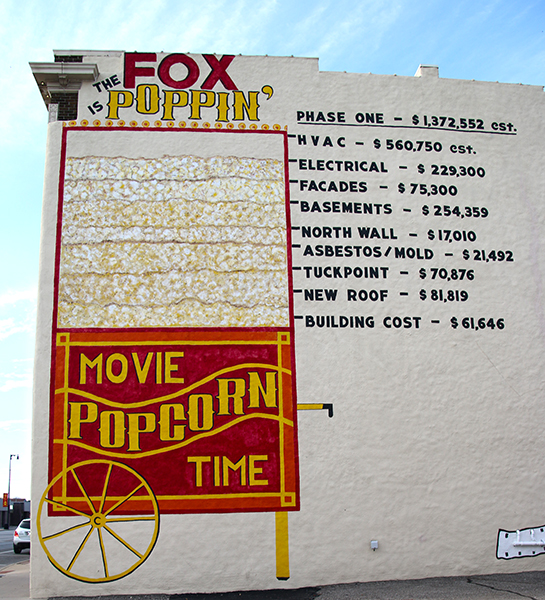 THE FOX
IS POPPIN'
PHASE ONE - $1,372,552 est.
HVAC - $560,750 est.
ELECTRICAL - $229,300
FACADES - $75,300
BASEMENTS - $254,359
NORTH WALL - $17,010
ASBESTOS/MOLD - $21,492
TUCKPOINT - $70,876
NEW ROOF - $81,819
BUILDING COST - $61,646
MOVIE
POPCORN
TIME
C